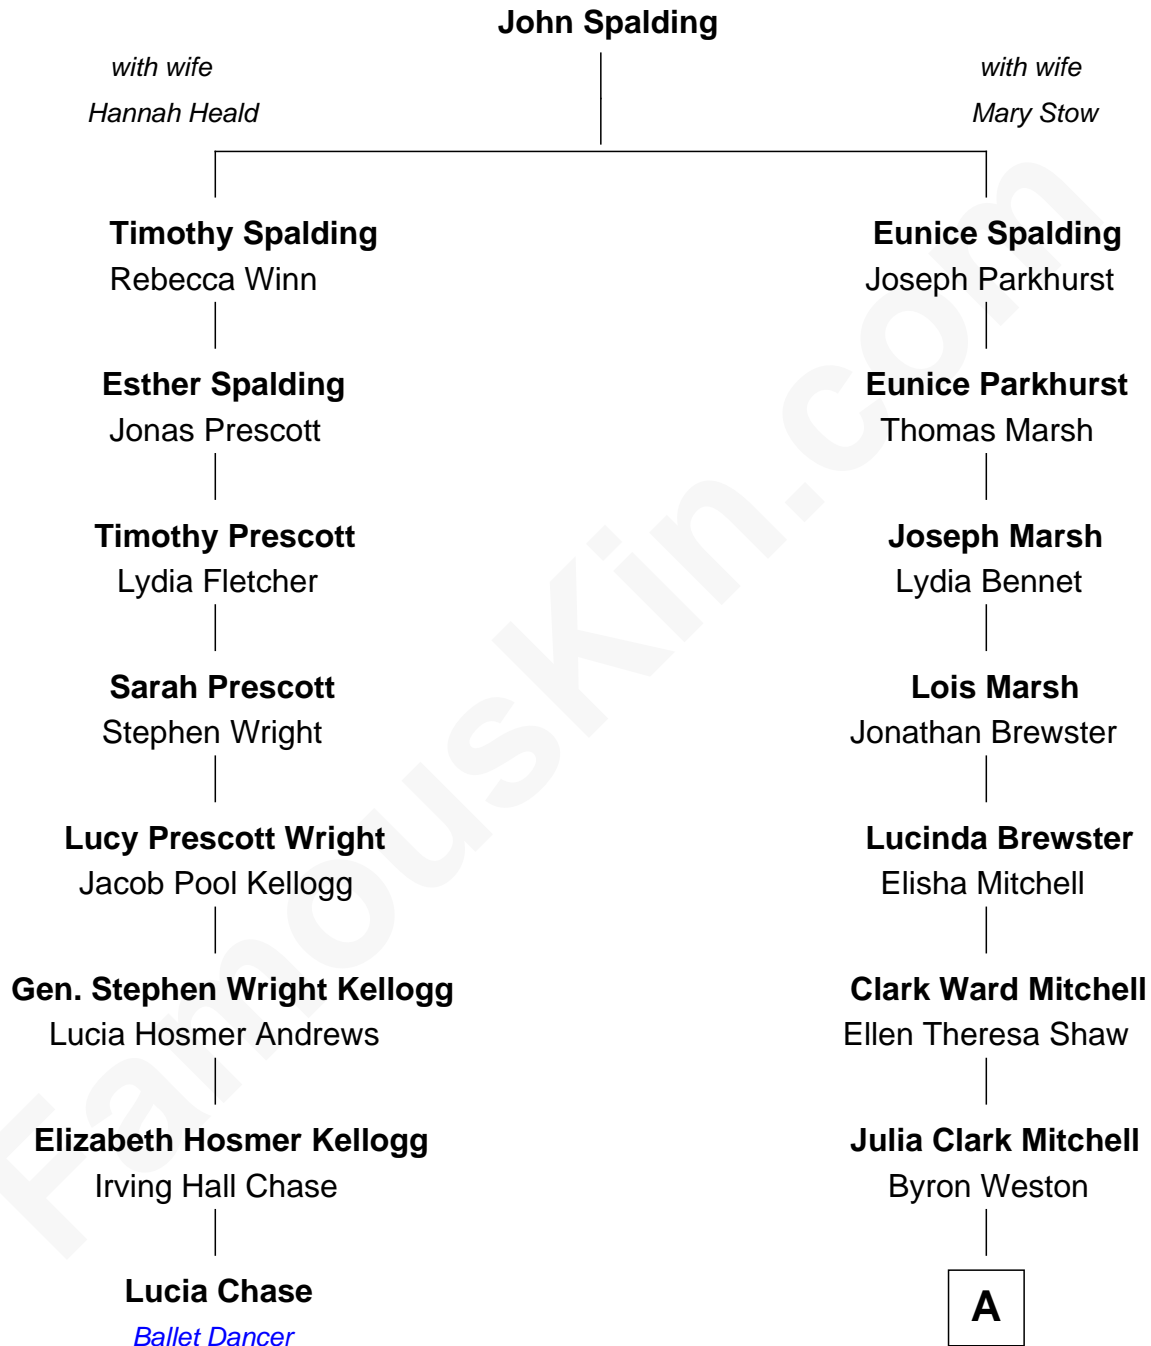 John Spalding
with wife
Hannah Heald
with wife
Mary Stow
Timothy Spalding
Rebecca Winn
Eunice Spalding
Joseph Parkhurst
Esther Spalding
Jonas Prescott
Eunice Parkhurst
Thomas Marsh
Timothy Prescott
Lydia Fletcher
Joseph Marsh
Lydia Bennet
Sarah Prescott
Stephen Wright
Lois Marsh
Jonathan Brewster
Lucy Prescott Wright
Jacob Pool Kellogg
Lucinda Brewster
Elisha Mitchell
Gen. Stephen Wright Kellogg
Lucia Hosmer Andrews
Clark Ward Mitchell
Ellen Theresa Shaw
Elizabeth Hosmer Kellogg
Irving Hall Chase
Julia Clark Mitchell
Byron Weston
Lucia Chase
Ballet Dancer
A
FamousKin.com